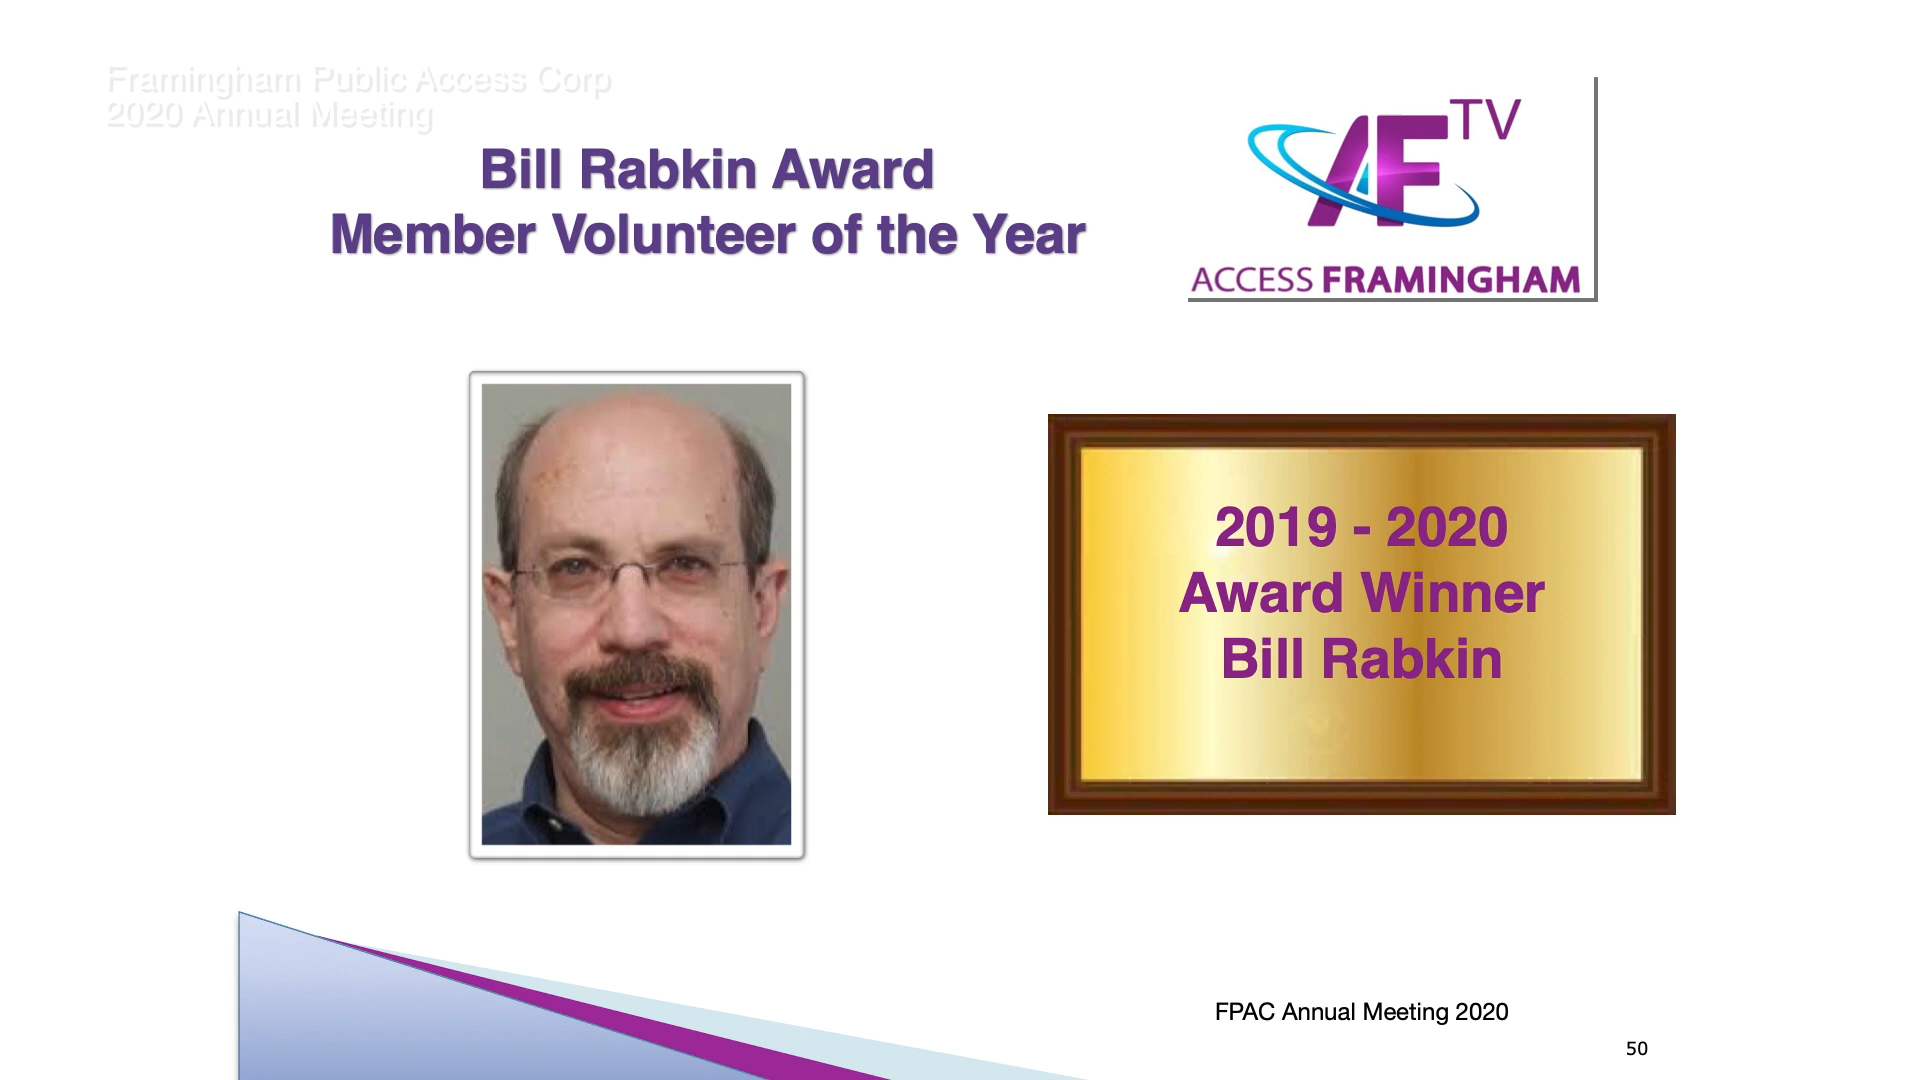 Framingham Public Access Corp
2020 Annual Meeting
Bill Rabkin Award
Member Volunteer of the Year
AF TV
ACCESS FRAMINGHAM
2019 - 2020
Award Winner
Bill Rabkin
FPAC Annual Meeting 2020
50